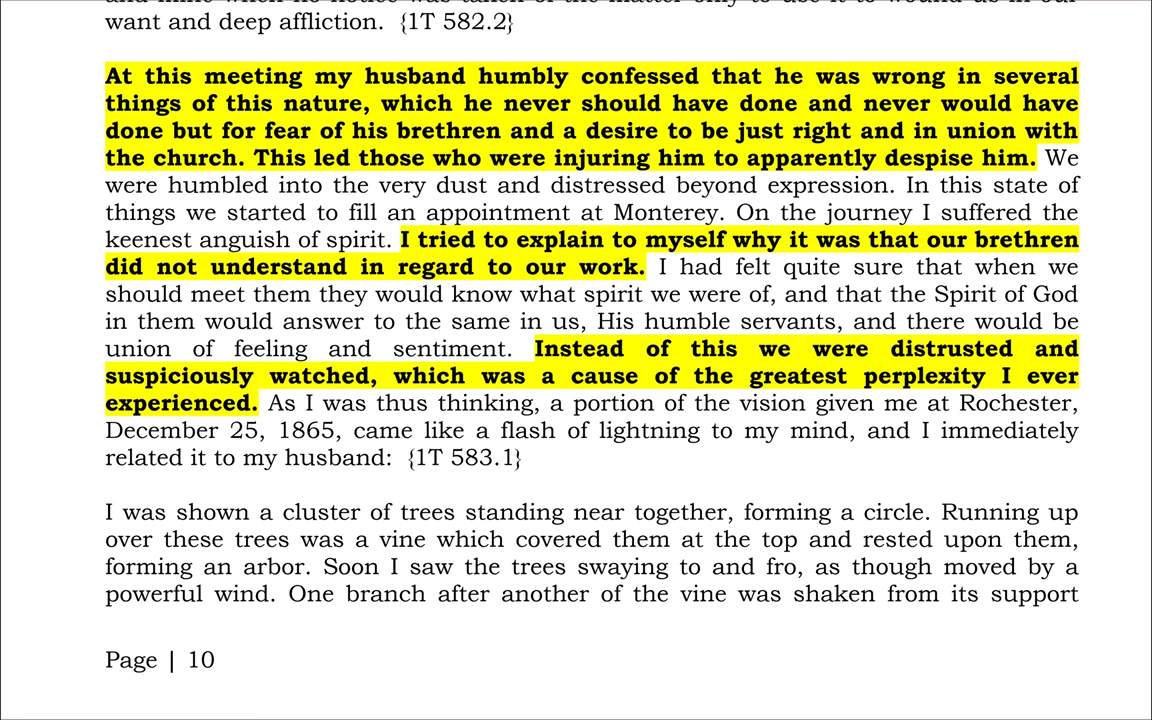 want and deep affliction. {1T 582.2}
At this meeting my husband humbly confessed that he was wrong in several
things of this nature, which he never should have done and never would have
done but for fear of his brethren and a desire to be just right and in union with
the church. This led those who were injuring him to apparently despise him. We
were humbled into the very dust and distressed beyond expression. In this state of
things we started to fill an appointment at Monterey. On the journey I suffered the
keenest anguish of spirit. I tried to explain to myself why it was that our brethren
did not understand in regard to our work. I had felt quite sure that when we
should meet them they would know what spirit we were of, and that the Spirit of God
in them would answer to the same in us, His humble servants, and there would be
union of feeling and sentiment. Instead of this we were distrusted and
suspiciously watched, which was a cause of the greatest perplexity I ever
experienced. As I was thus thinking, a portion of the vision given me at Rochester,
December 25, 1865, came like a flash of lightning to my mind, and I immediately
related it to my husband: {1T 583.1}
I was shown a cluster of trees standing near together, forming a circle. Running up
over these trees was a vine which covered them at the top and rested upon them,
forming an arbor. Soon I saw the trees swaying to and fro, as though moved by a
powerful wind. One branch after another of the vine was shaken from its support
Page | 10